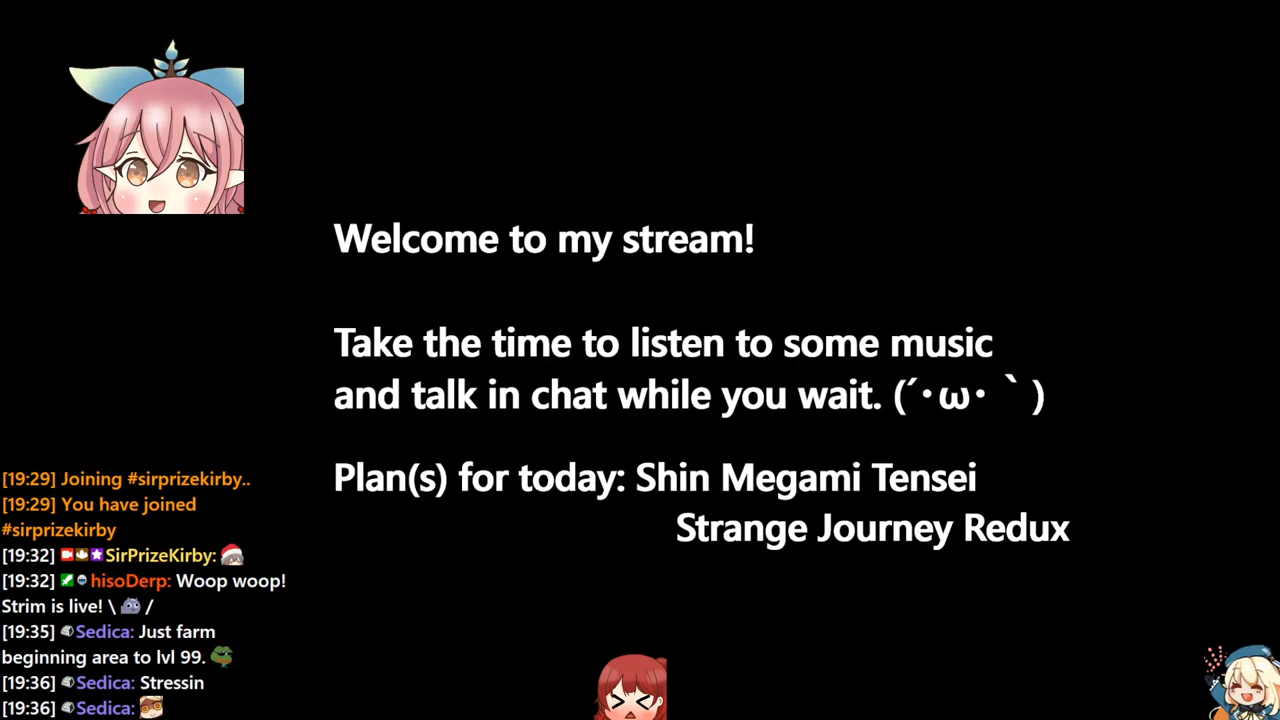 Welcome to my stream!
Take the time to listen to some music
and talk in chat while you wait. (´･ω･｀)
Plan(s) for today: Shin Megami Tensei
Strange Journey Redux
[19:29] Joining #sirprizekirby..
[19:29] You have joined
#sirprizekirby
[19:32] SirPrizeKirby:
[19:32] hisoDerp: Woop woop!
Strim is live! \ /
[19:35] Sedica: Just farm
beginning area to lvl 99.
[19:36] Sedica: Stressin
[19:36] Sedica: